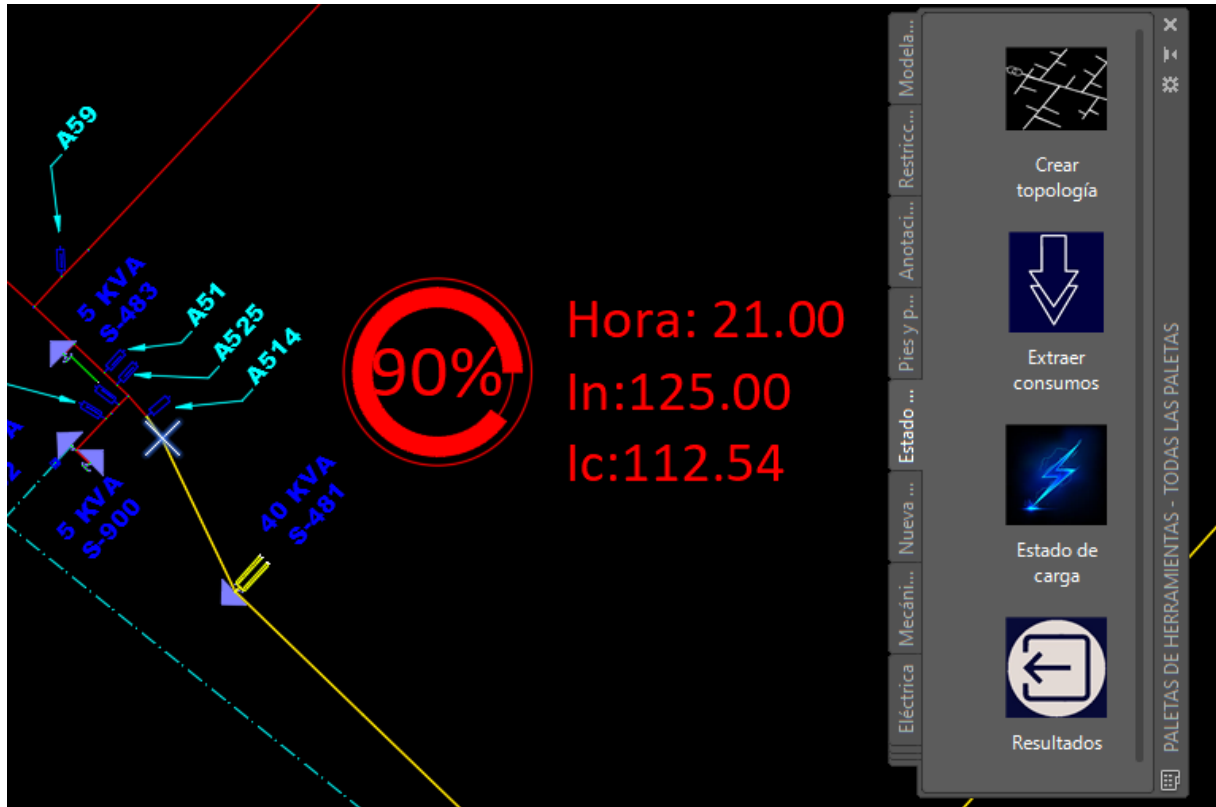 A59
5 KVA
S-483
A51
A525
A514
5 KVA
S-900
40 KVA
S-481
90%
Hora: 21.00
In:125.00
Ic:112.54
Modela...
Restricc...
Anotaci...
Pies y p...
Estado ...
Nueva ...
Mecáni...
Eléctrica
Crear
topología
Extraer
consumos
Estado de
carga
Resultados
PALETAS DE HERRAMIENTAS - TODAS LAS PALETAS